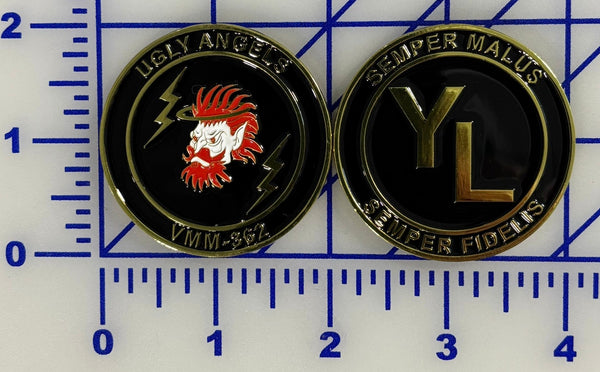 UGLY ANGELS
VMM-362
SEMPER MALUS
YL
SEMPER FIDELIS
2
1
0
0
1
2
3
4